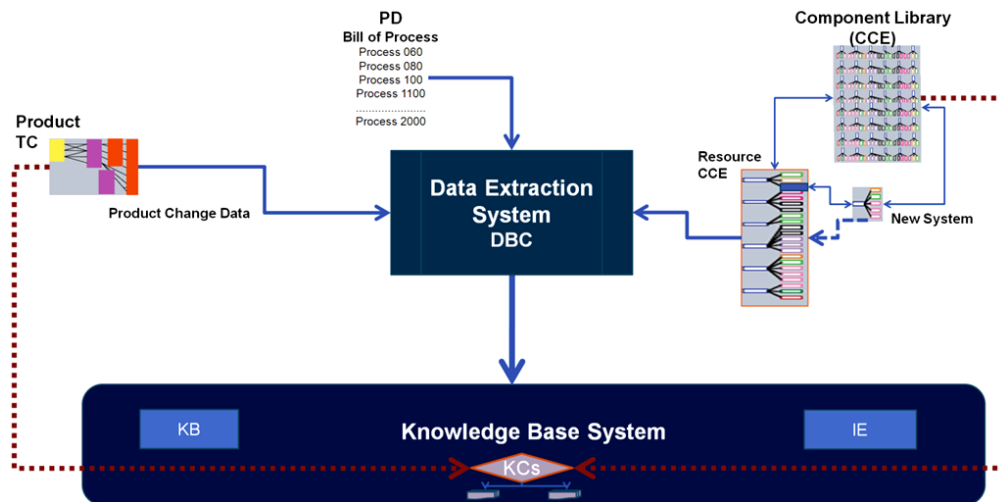 PD
Bill of Process
Process 060
Process 080
Process 100
Process 1100
....................
Process 2000
Component Library
(CCE)
Product
TC
Product Change Data
Data Extraction
System
DBC
Resource
CCE
New System
KB
Knowledge Base System
IE
KCs